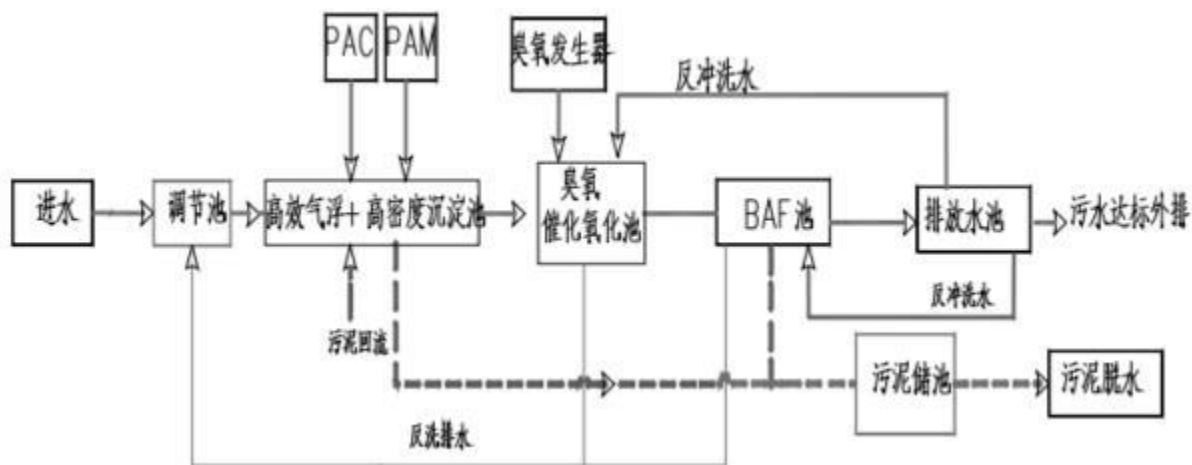 PAC
PAM
臭氧发生器
反冲洗水
进水
调节池
高效气浮+高密度沉淀池
臭氧
催化氧化池
BAF池
排放水池
污水达标外排
反冲洗水
污泥回流
污泥储池
污泥脱水
反洗排水